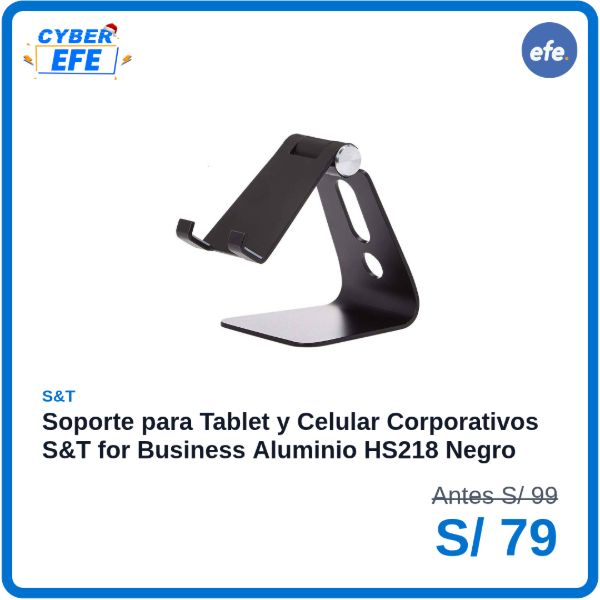 CYBER
EFE
efe.
S&T
Soporte para Tablet y Celular Corporativos
S&T for Business Aluminio HS218 Negro
Antes S/ 99
S/ 79